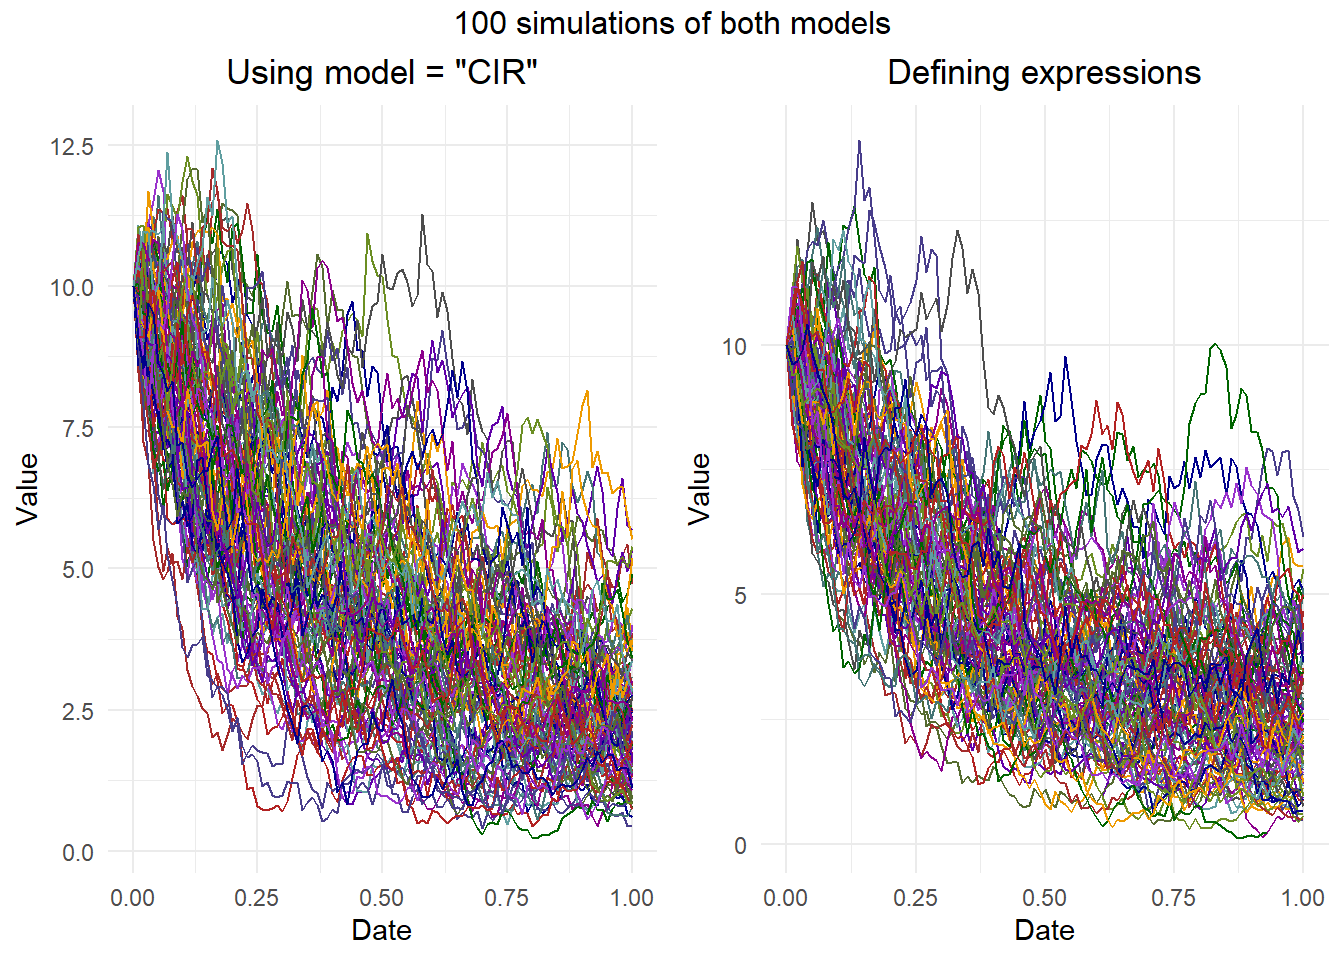 100 simulations of both models
Using model = "CIR"
12.5
10.0
7.5
5.0
2.5
0.0
Value
0.00 0.25 0.50 0.75 1.00
Date
Defining expressions
10
5
0
Value
0.00 0.25 0.50 0.75 1.00
Date